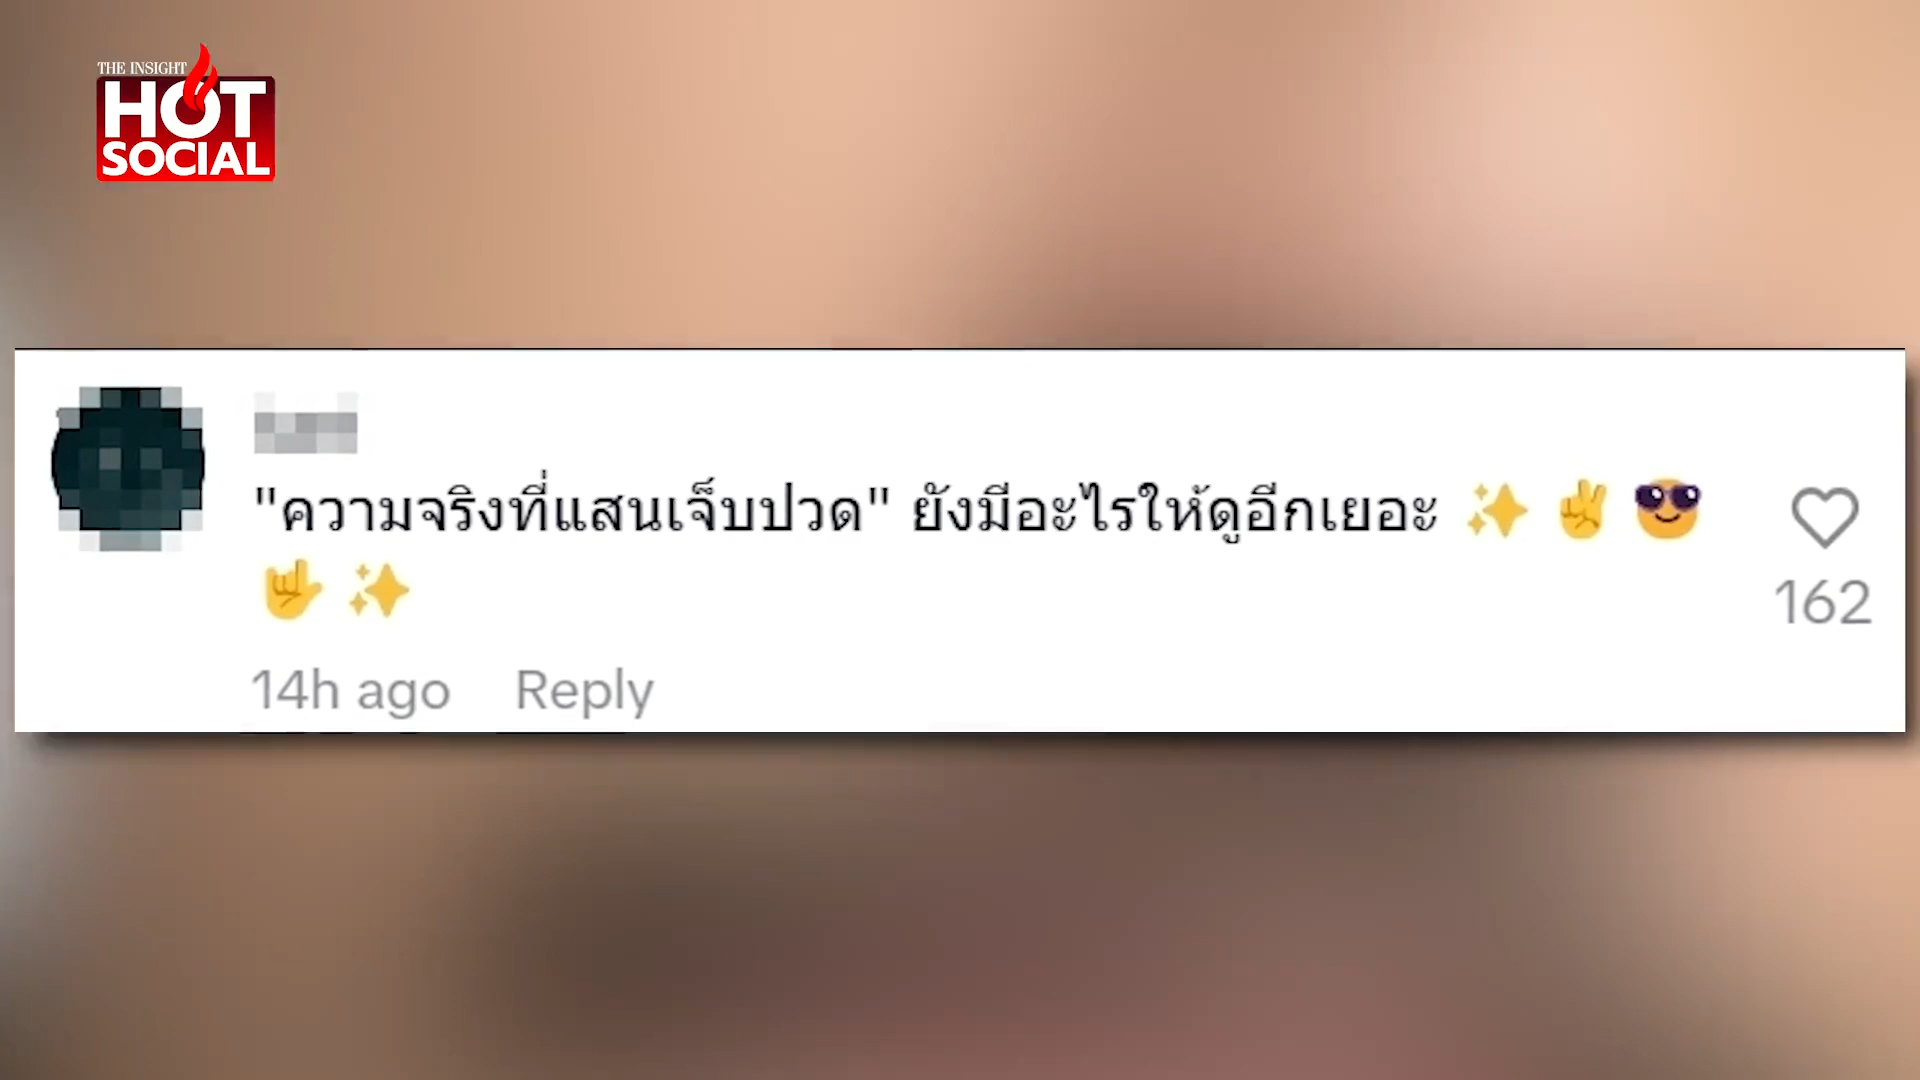 THE INSIGHT
HOT
SOCIAL
"ความจริงที่แสนเจ็บปวด" ยังมีอะไรให้ดูอีกเยอะ ✨ ✌️ 😎
🤟 ✨
162
14h ago Reply